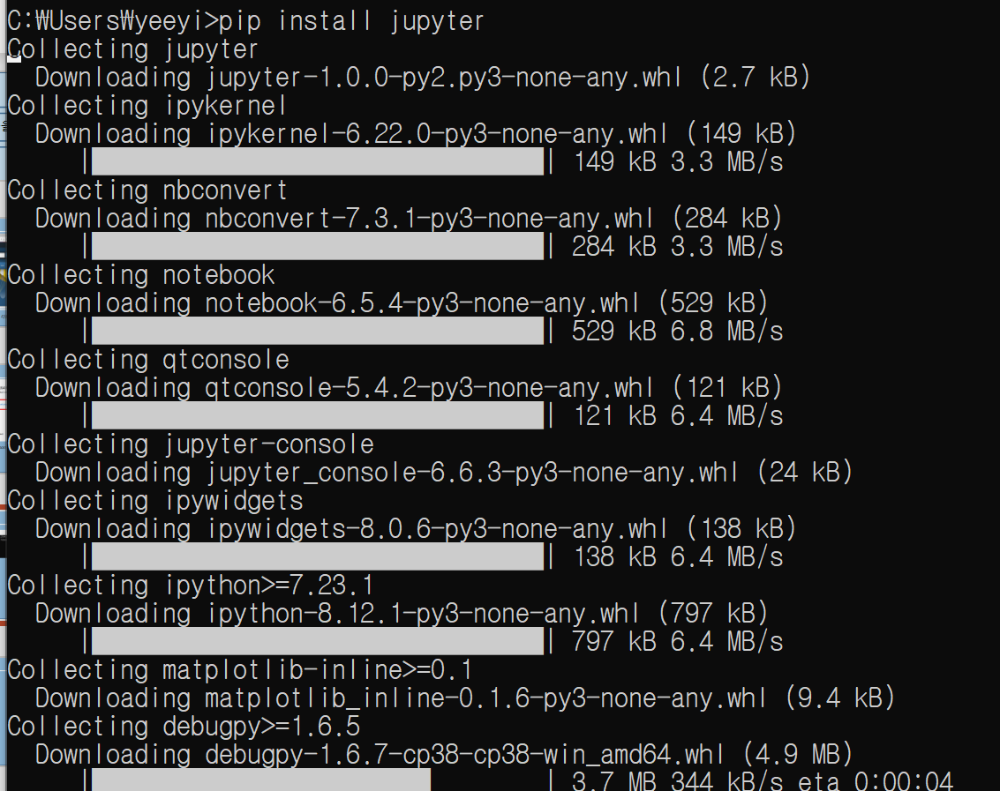 C:₩Users₩yeeyi>pip install jupyter
Collecting jupyter
Downloading jupyter-1.0.0-py2.py3-none-any.whl (2.7 kB)
Collecting ipykernel
Downloading ipykernel-6.22.0-py3-none-any.whl (149 kB)
| | 149 kB 3.3 MB/s
Collecting nbconvert
Downloading nbconvert-7.3.1-py3-none-any.whl (284 kB)
| | 284 kB 3.3 MB/s
Collecting notebook
Downloading notebook-6.5.4-py3-none-any.whl (529 kB)
| | 529 kB 6.8 MB/s
Collecting qtconsole
Downloading qtconsole-5.4.2-py3-none-any.whl (121 kB)
| | 121 kB 6.4 MB/s
Collecting jupyter-console
Downloading jupyter_console-6.6.3-py3-none-any.whl (24 kB)
Collecting ipywidgets
Downloading ipywidgets-8.0.6-py3-none-any.whl (138 kB)
| | 138 kB 6.4 MB/s
Collecting ipython>=7.23.1
Downloading ipython-8.12.1-py3-none-any.whl (797 kB)
| | 797 kB 6.4 MB/s
Collecting matplotlib-inline>=0.1
Downloading matplotlib_inline-0.1.6-py3-none-any.whl (9.4 kB)
Collecting debugpy>=1.6.5
Downloading debugpy-1.6.7-cp38-cp38-win_amd64.whl (4.9 MB)
| | 3.7 MB 344 kB/s eta 0:00:04